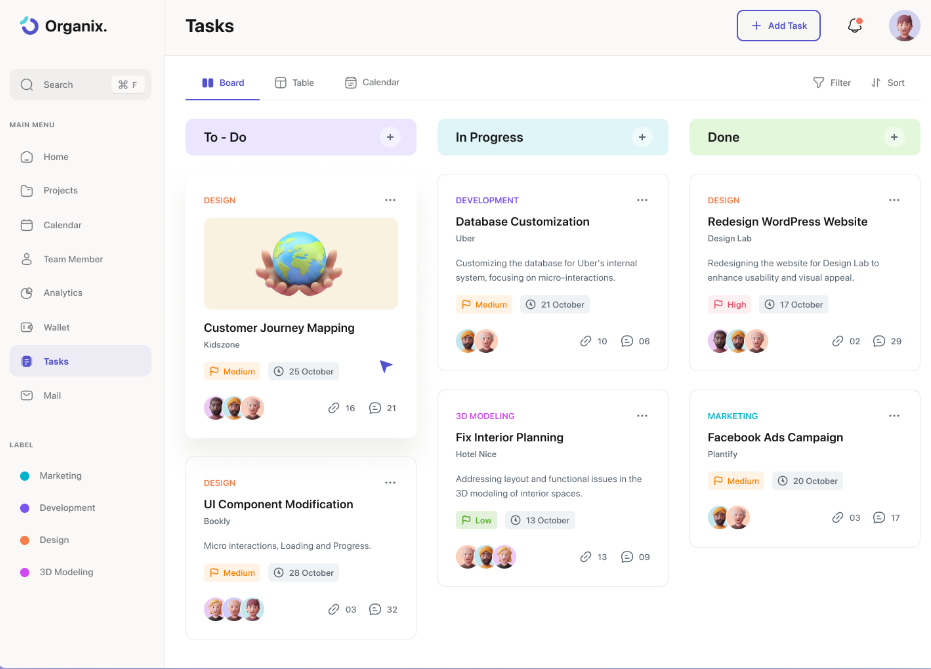 Organix.
Search ⌘ F
MAIN MENU
Home
Projects
Calendar
Team Member
Analytics
Wallet
Tasks
Mail
LABEL
Marketing
Development
Design
3D Modeling
Tasks
+ Add Task
Board Table Calendar
Filter Sort
To - Do +
DESIGN
Customer Journey Mapping
Kidszone
Medium 25 October
16 21
DESIGN
UI Component Modification
Bookly
Micro interactions, Loading and Progress.
Medium 28 October
03 32
In Progress +
DEVELOPMENT
Database Customization
Uber
Customizing the database for Uber's internal
system, focusing on micro-interactions.
Medium 21 October
10 06
3D MODELING
Fix Interior Planning
Hotel Nice
Addressing layout and functional issues in the
3D modeling of interior spaces.
Low 13 October
13 09
Done +
DESIGN
Redesign WordPress Website
Design Lab
Redesigning the website for Design Lab to
enhance usability and visual appeal.
High 17 October
02 29
MARKETING
Facebook Ads Campaign
Plantify
Medium 20 October
03 17